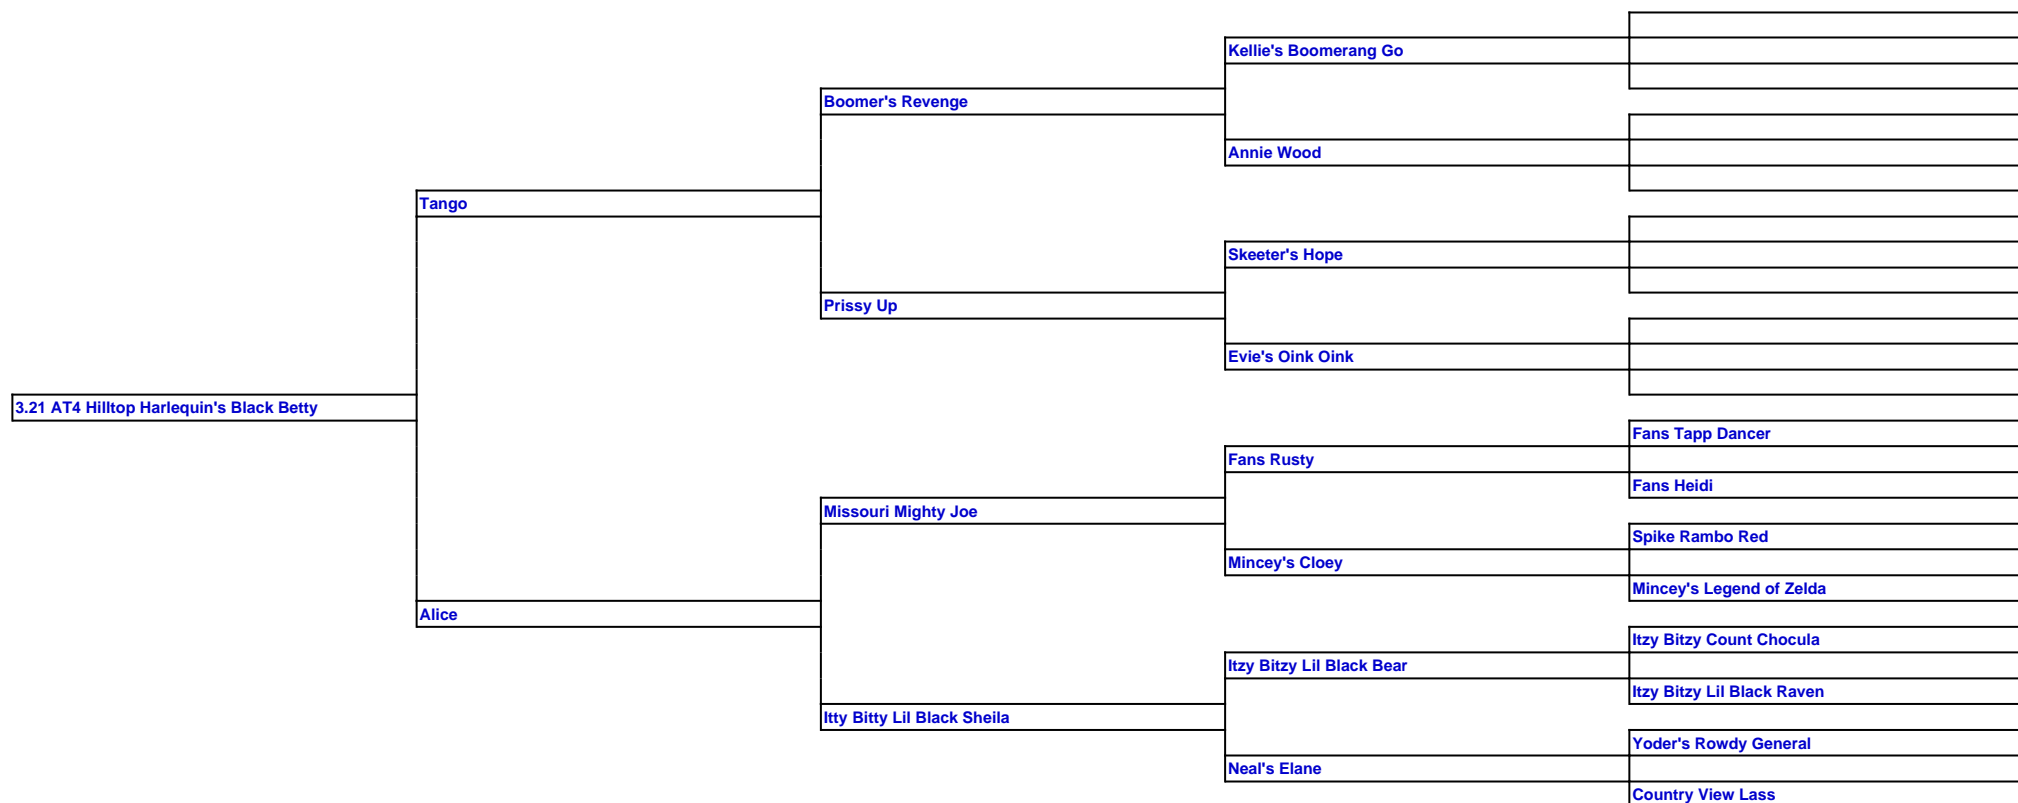 Kellie's Boomerang Go
Boomer's Revenge
Annie Wood
Tango
Skeeter's Hope
Prissy Up
Evie's Oink Oink
3.21 AT4 Hilltop Harlequin's Black Betty
Fans Tapp Dancer
Fans Rusty
Fans Heidi
Missouri Mighty Joe
Spike Rambo Red
Mincey's Cloey
Mincey's Legend of Zelda
Alice
Itzy Bitzy Count Chocula
Itzy Bitzy Lil Black Bear
Itzy Bitzy Lil Black Raven
Itty Bitty Lil Black Sheila
Yoder's Rowdy General
Neal's Elane
Country View Lass